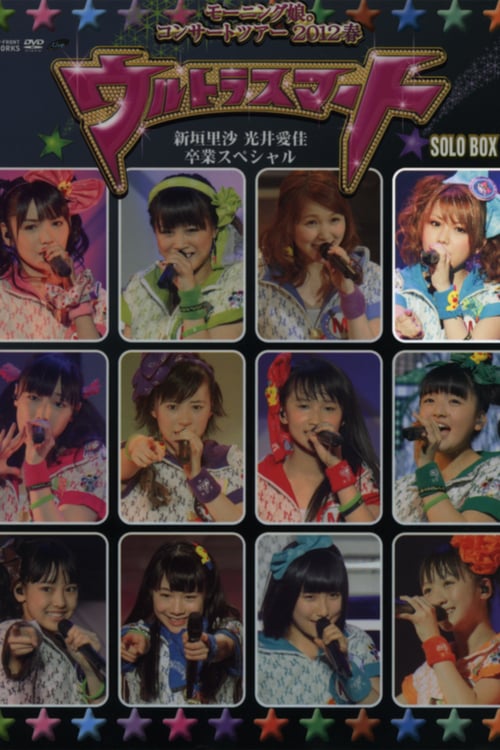 モーニング娘。
コンサートツアー 2012春
ウルトラスマート
新垣里沙 光井愛佳
卒業スペシャル
SOLO BOX
DVD
Live